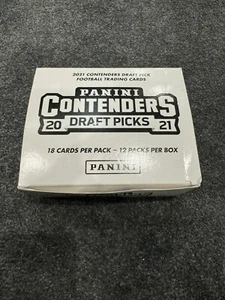 2021 CONTENDERS DRAFT PICK
FOOTBALL TRADING CARDS
PANINI
CONTENDERS
20 DRAFT PICKS 21
18 CARDS PER PACK – 12 PACKS PER BOX
PANINI